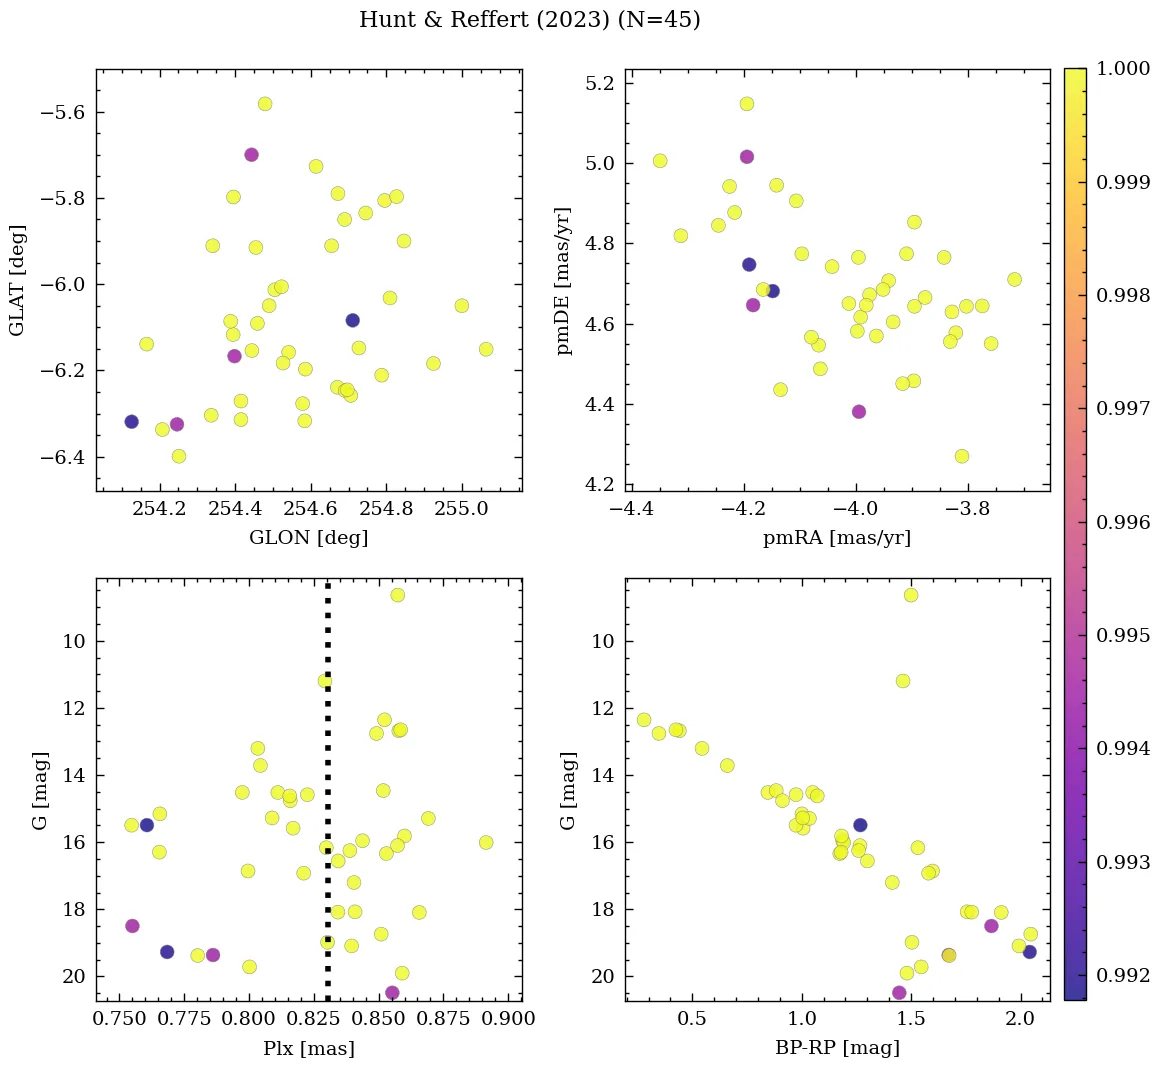 Hunt & Reffert (2023) (N=45)
−5.6
−5.8
−6.0
−6.2
−6.4
GLAT [deg]
254.2 254.4 254.6 254.8 255.0
GLON [deg]
5.2
5.0
4.8
4.6
4.4
4.2
pmDE [mas/yr]
−4.4 −4.2 −4.0 −3.8
pmRA [mas/yr]
10
12
14
16
18
20
G [mag]
0.750 0.775 0.800 0.825 0.850 0.875 0.900
Plx [mas]
10
12
14
16
18
20
G [mag]
0.5 1.0 1.5 2.0
BP-RP [mag]
1.000
0.999
0.998
0.997
0.996
0.995
0.994
0.993
0.992